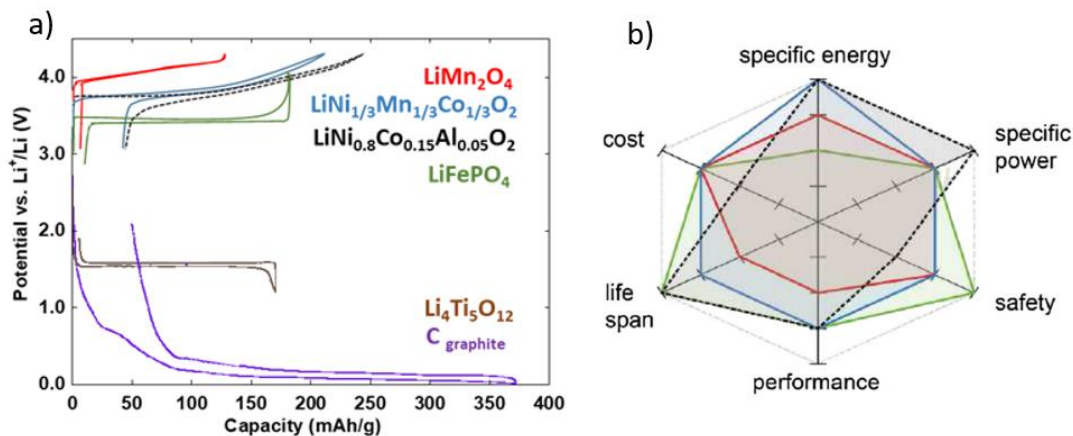 a)
Potential vs. Li⁺/Li (V)
4.0
3.0
2.0
1.0
0.0
LiMn₂O₄
LiNi₁/₃Mn₁/₃Co₁/₃O₂
LiNi₀.₈Co₀.₁₅Al₀.₀₅O₂
LiFePO₄
Li₄Ti₅O₁₂
C graphite
0 50 100 150 200 250 300 350 400
Capacity (mAh/g)
b)
specific energy
specific
power
safety
performance
life
span
cost